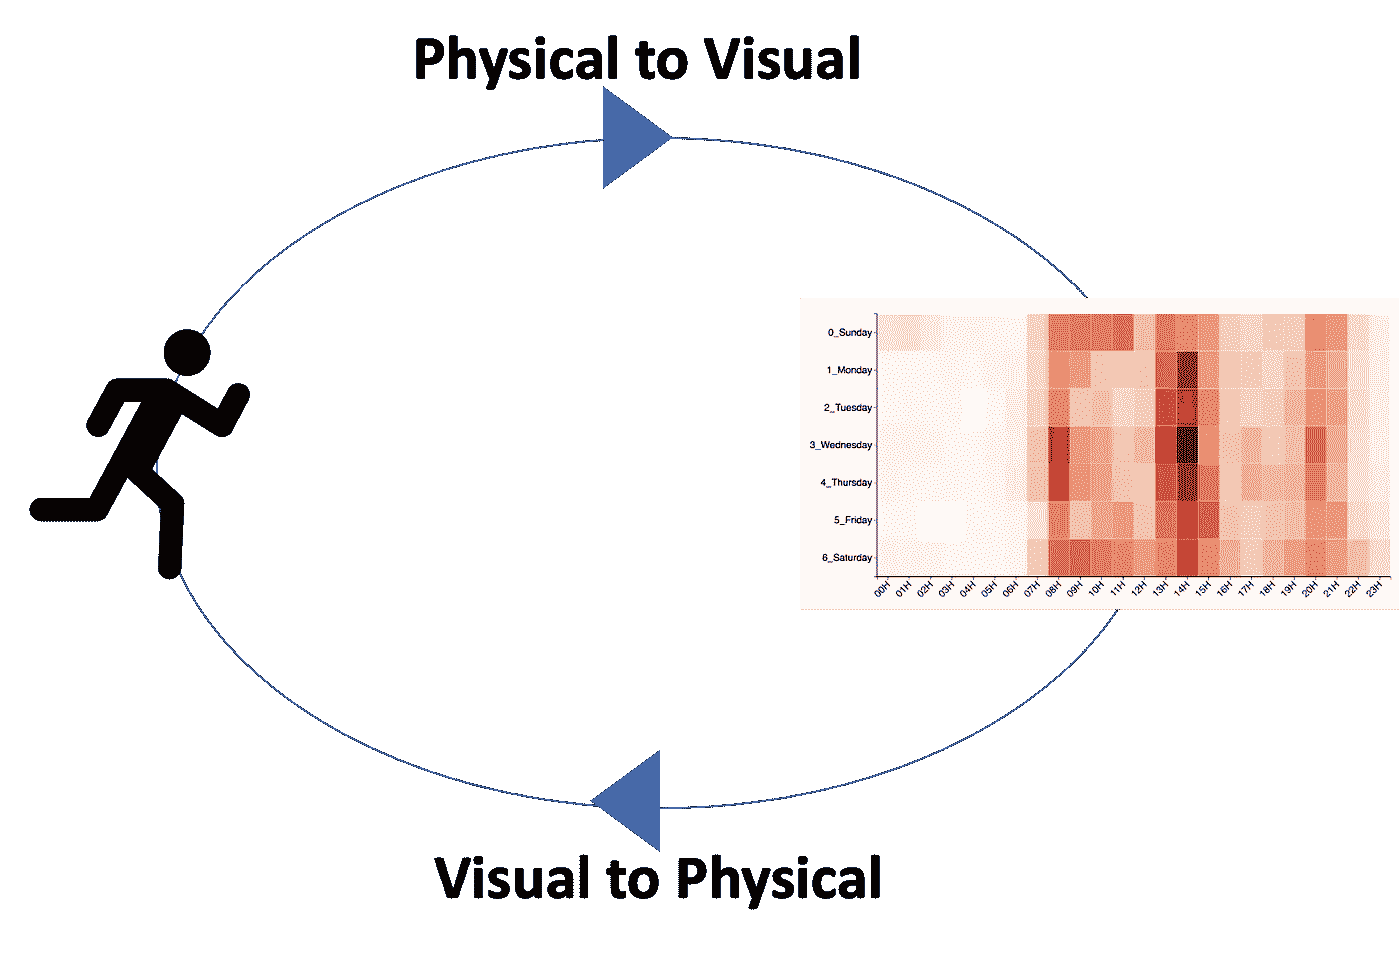 Physical to Visual
0_Sunday
1_Monday
2_Tuesday
3_Wednesday
4_Thursday
5_Friday
6_Saturday
00H 01H 02H 03H 04H 05H 06H 07H 08H 09H 10H 11H 12H 13H 14H 15H 16H 17H 18H 19H 20H 21H 22H 23H
Visual to Physical